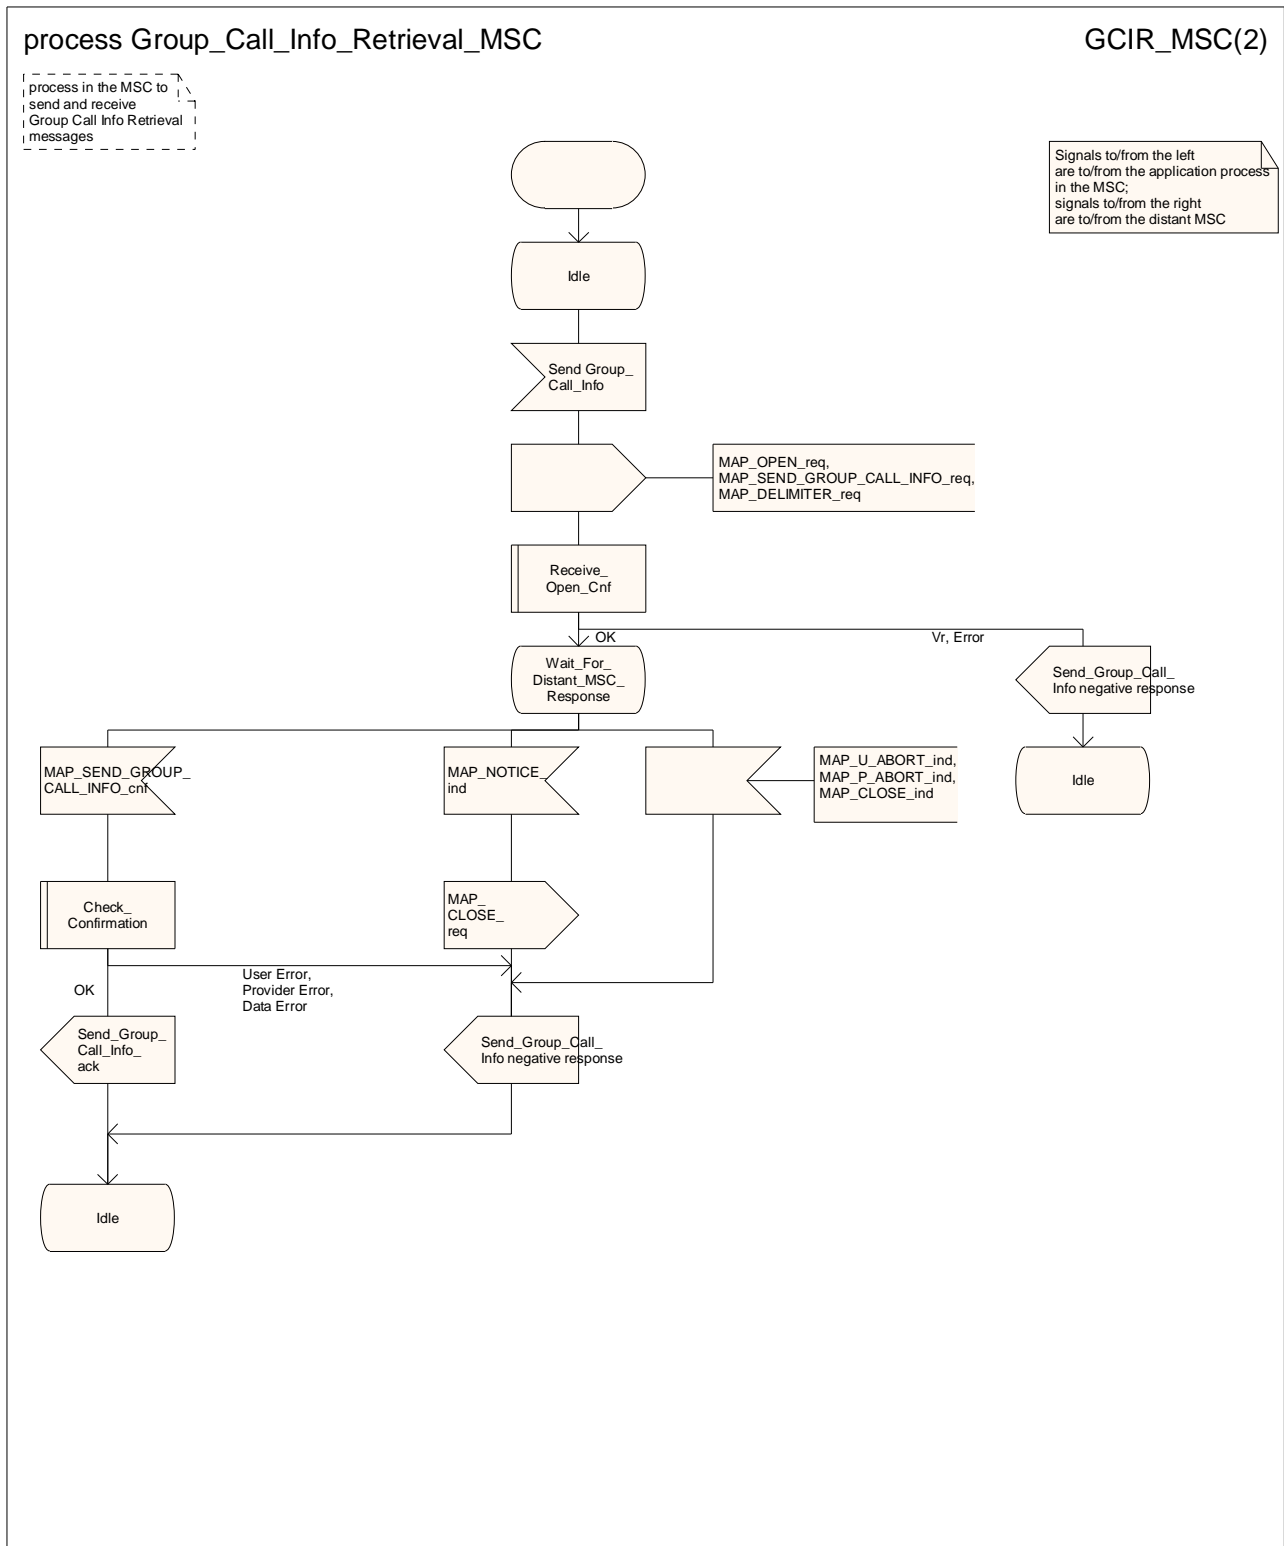 process Group_Call_Info_Retrieval_MSC
GCIR_MSC(2)
process in the MSC to
send and receive
Group Call Info Retrieval
messages
Signals to/from the left
are to/from the application process
in the MSC;
signals to/from the right
are to/from the distant MSC
Idle
Send Group_
Call_Info
MAP_OPEN_req,
MAP_SEND_GROUP_CALL_INFO_req,
MAP_DELIMITER_req
Receive_
Open_Cnf
OK
Vr, Error
Wait_For_
Distant_MSC_
Response
Send_Group_Call_
Info negative response
MAP_SEND_GROUP_
CALL_INFO_cnf
MAP_NOTICE_
ind
MAP_U_ABORT_ind,
MAP_P_ABORT_ind,
MAP_CLOSE_ind
Idle
Check_
Confirmation
MAP_
CLOSE_
req
User Error,
Provider Error,
Data Error
OK
Send_Group_
Call_Info_
ack
Send_Group_Call_
Info negative response
Idle